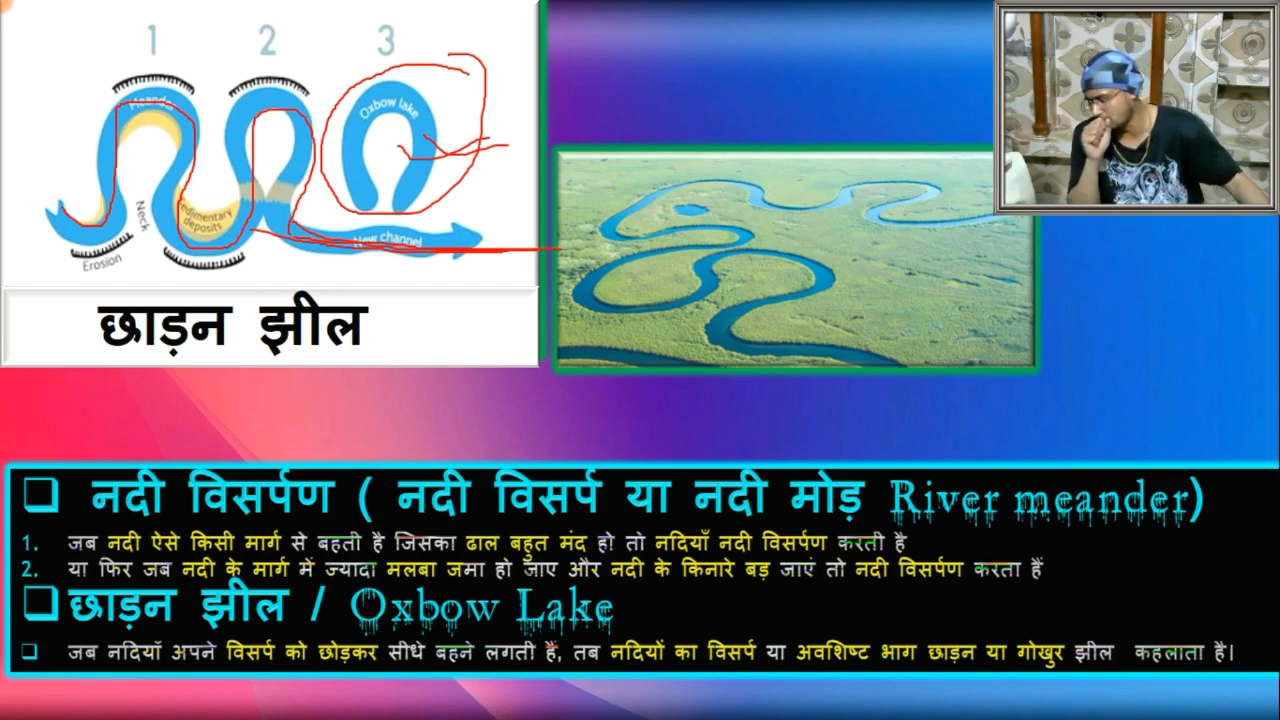 1 2 3
Meander
Oxbow lake
Neck
Sedimentary
deposits
New channel
Erosion
छाड़न झील
❑ नदी विसर्पण ( नदी विसर्प या नदी मोड़ River meander)
1. जब नदी ऐसे किसी मार्ग से बहती है जिसका ढाल बहुत मंद हो तो नदियाँ नदी विसर्पण करती है
2. या फिर जब नदी के मार्ग में ज्यादा मलबा जमा हो जाए और नदी के किनारे बड़ जाएं तो नदी विसर्पण करता हैं
❑ छाड़न झील / Oxbow Lake
❑ जब नदियॉ अपने विसर्प को छोड़कर सीधे बहने लगती हैं, तब नदियों का विसर्प या अवशिष्ट भाग छाड़न या गोखुर झील कहलाता है।